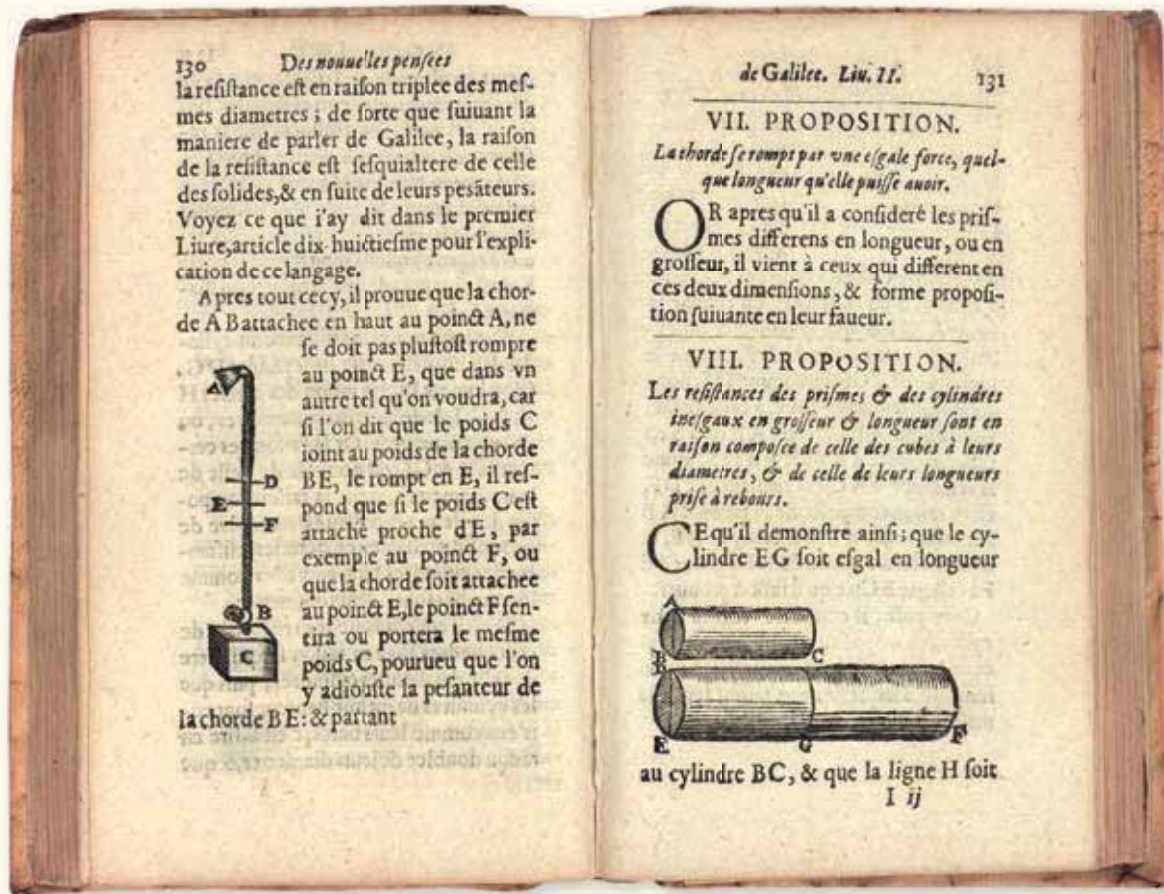 130 Des nouuelles pensees
la resistance est en raison triplee des mes-
mes diametres ; de sorte que suiuant la
maniere de parler de Galilee, la raison
de la resistance est sesquialtere de celle
des solides, & en suite de leurs pesāteurs.
Voyez ce que i'ay dit dans le premier
Liure, article dix-huictiesme pour l'expli-
cation de ce langage.
Apres tout cecy, il prouue que la chor-
de A B attachee en haut au poinct A, ne
se doit pas plustost rompre
au poinct E, que dans vn
autre tel qu'on voudra, car
si l'on dit que le poids C
ioint au poids de la chorde
BE, le rompt en E, il res-
pond que si le poids C est
attaché proche d'E, par
exemple au poinct F, ou
que la chorde soit attachee
au poinct E, le poinct F sen-
tira ou portera le mesme
poids C, pourueu que l'on
y adiouste la pesanteur de
la chorde B E : & partant
A
D
E
F
B
C
de Galilee. Liu. II. 131
VII. PROPOSITION.
La chorde se rompt par vne esgale force, quel-
que longueur qu'elle puisse auoir.
OR apres qu'il a consideré les pris-
mes differens en longueur, ou en
grosseur, il vient à ceux qui different en
ces deux dimensions, & forme proposi-
tion suiuante en leur faueur.
VIII. PROPOSITION.
Les resistances des prismes & des cylindres
inesgaux en grosseur & longueur sont en
raison composee de celle des cubes à leurs
diametres, & de celle de leurs longueurs
prise à rebours.
CE qu'il demonstre ainsi ; que le cy-
lindre EG soit esgal en longueur
A
B C
E G F
au cylindre BC, & que la ligne H soit
I ij